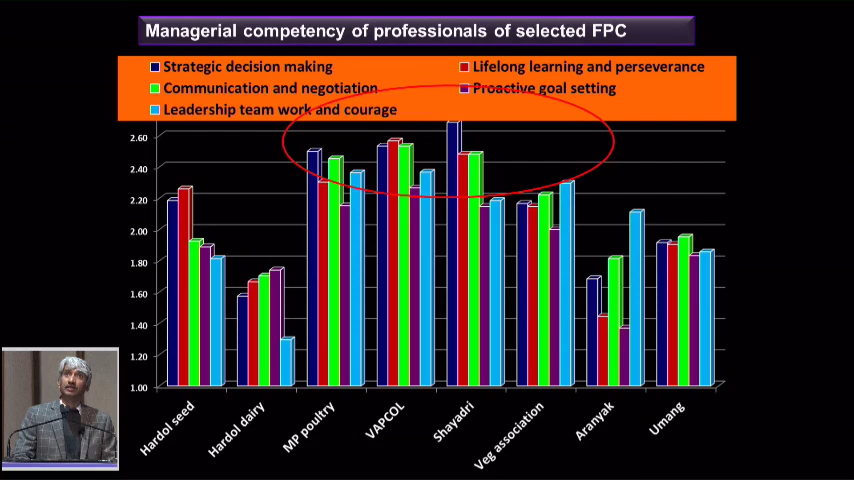 Managerial competency of professionals of selected FPC
Strategic decision making
Lifelong learning and perseverance
Communication and negotiation
Proactive goal setting
Leadership team work and courage
2.60
2.40
2.20
2.00
1.80
1.60
1.40
1.20
1.00
Hardol seed
Hardol dairy
MP poultry
VAPCOL
Shayadri
Veg association
Aranyak
Umang